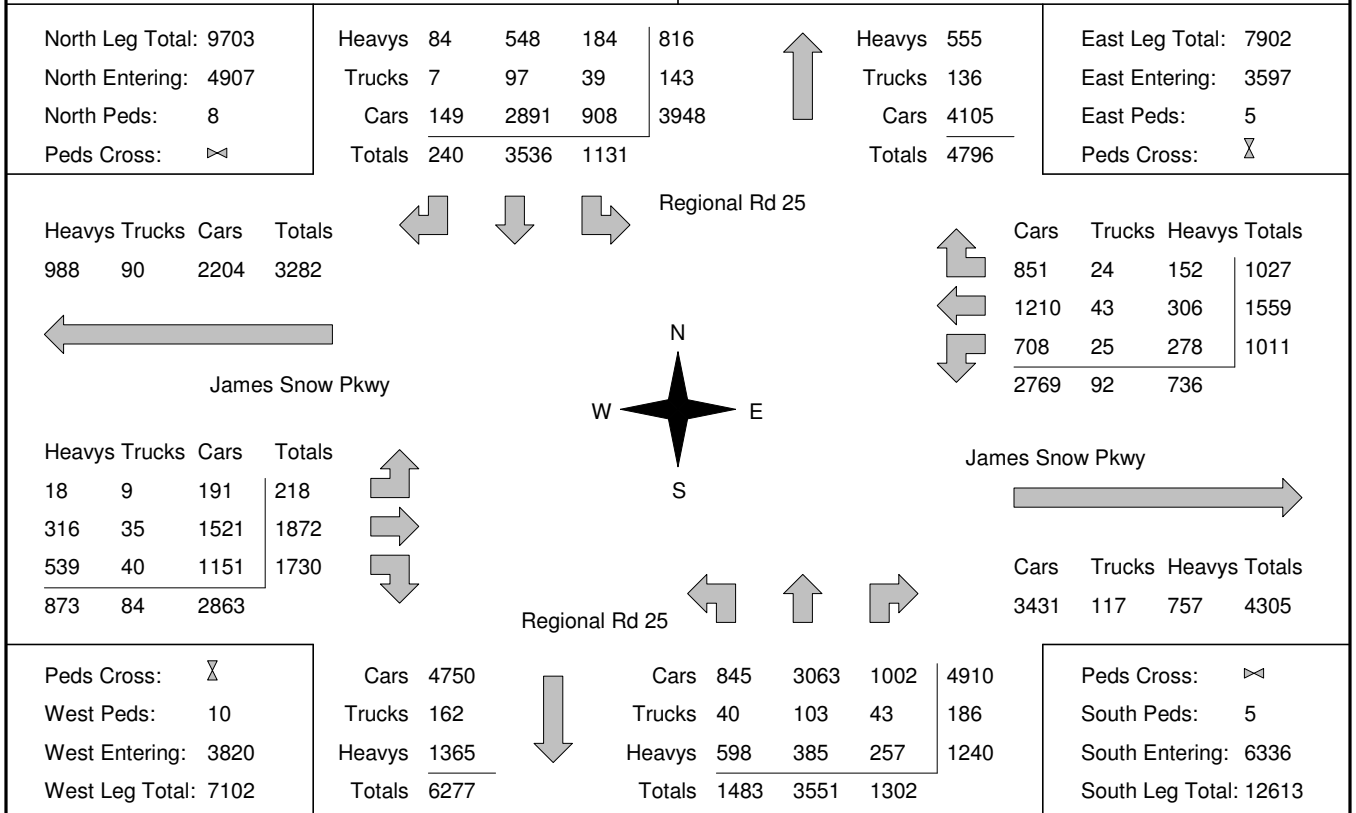 North Leg Total: 9703
North Entering: 4907
North Peds: 8
Peds Cross:
Heavys 84 548 184 816
Trucks 7 97 39 143
Cars 149 2891 908 3948
Totals 240 3536 1131
Heavys 555
Trucks 136
Cars 4105
Totals 4796
East Leg Total: 7902
East Entering: 3597
East Peds: 5
Peds Cross:
Regional Rd 25
Heavys Trucks Cars Totals
988 90 2204 3282
Cars Trucks Heavys Totals
851 24 152 1027
1210 43 306 1559
708 25 278 1011
2769 92 736
James Snow Pkwy
N
W E
S
Heavys Trucks Cars Totals
18 9 191 218
316 35 1521 1872
539 40 1151 1730
873 84 2863
James Snow Pkwy
Cars Trucks Heavys Totals
3431 117 757 4305
Regional Rd 25
Peds Cross:
West Peds: 10
West Entering: 3820
West Leg Total: 7102
Cars 4750
Trucks 162
Heavys 1365
Totals 6277
Cars 845 3063 1002 4910
Trucks 40 103 43 186
Heavys 598 385 257 1240
Totals 1483 3551 1302
Peds Cross:
South Peds: 5
South Entering: 6336
South Leg Total: 12613